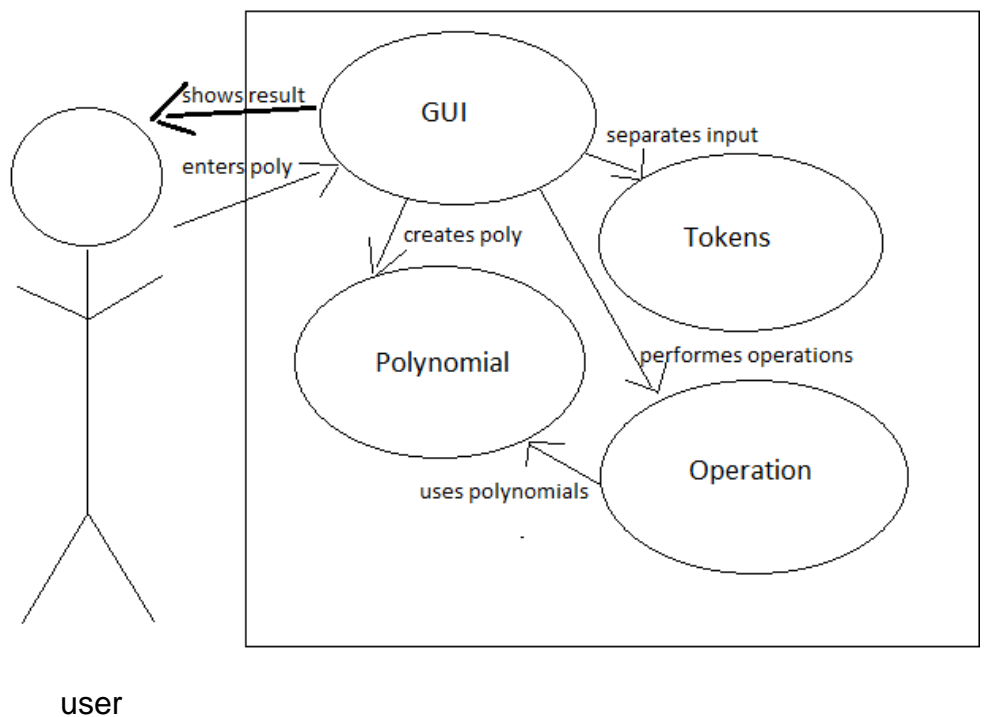 shows result
GUI
enters poly
separates input
creates poly
Tokens
Polynomial
performes operations
Operation
uses polynomials
user